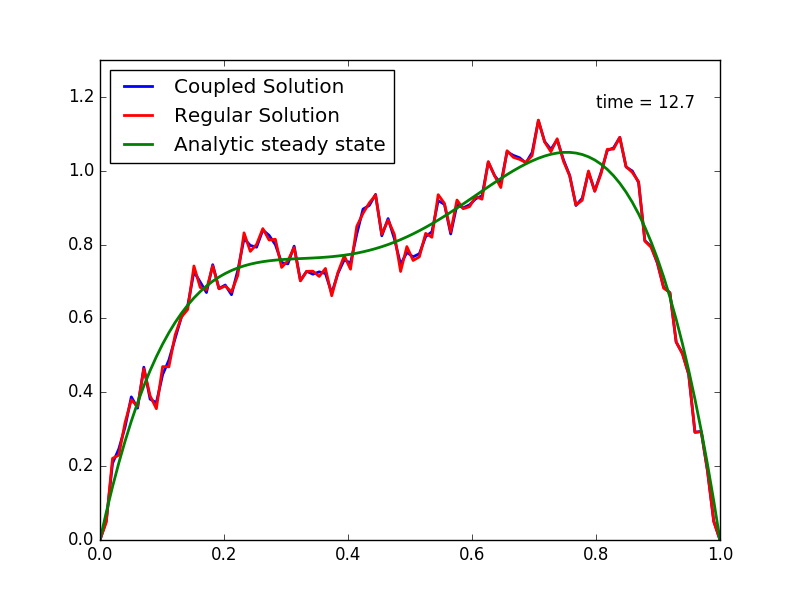 Coupled Solution
Regular Solution
Analytic steady state
time = 12.7
1.2
1.0
0.8
0.6
0.4
0.2
0.0
0.0 0.2 0.4 0.6 0.8 1.0